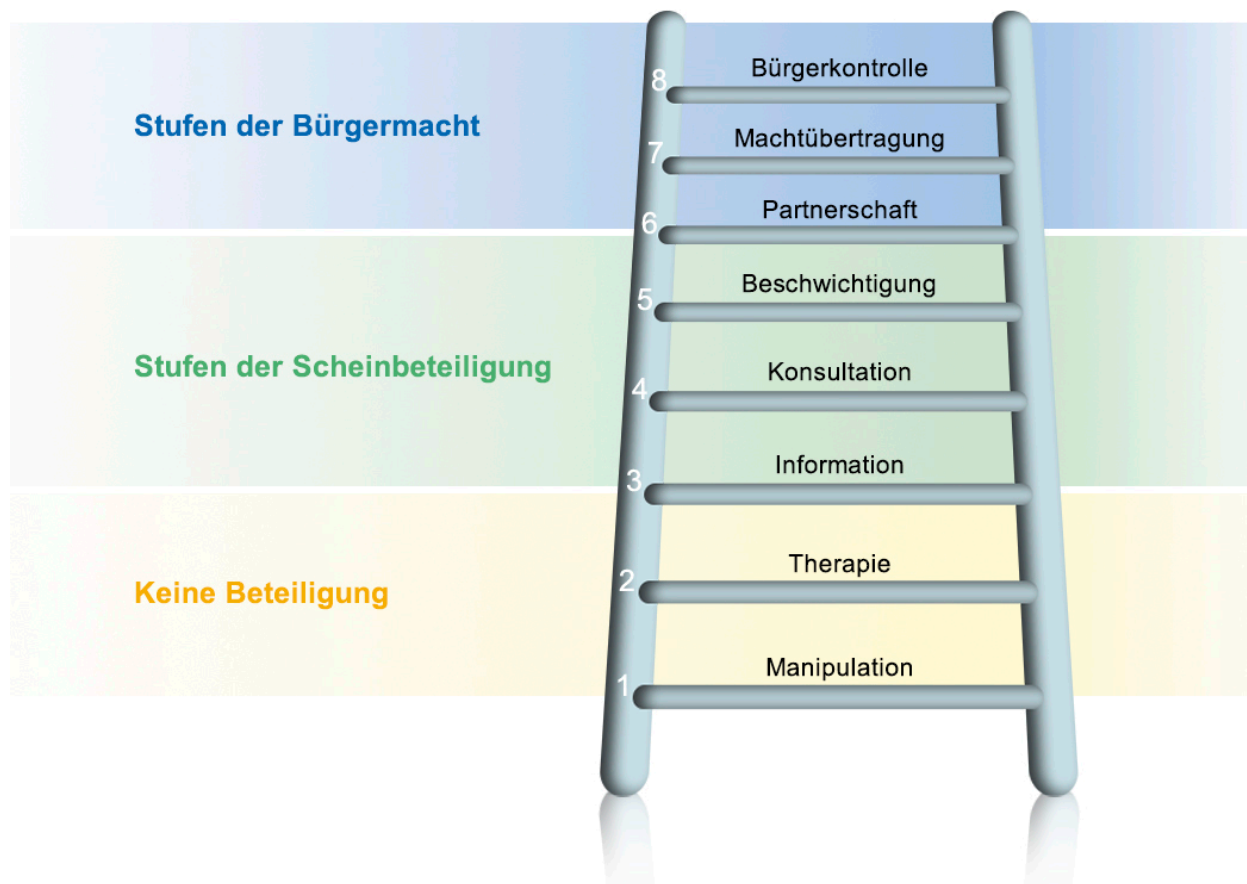 8 Bürgerkontrolle
Stufen der Bürgermacht
7 Machtübertragung
6 Partnerschaft
5 Beschwichtigung
Stufen der Scheinbeteiligung
4 Konsultation
3 Information
2 Therapie
Keine Beteiligung
1 Manipulation